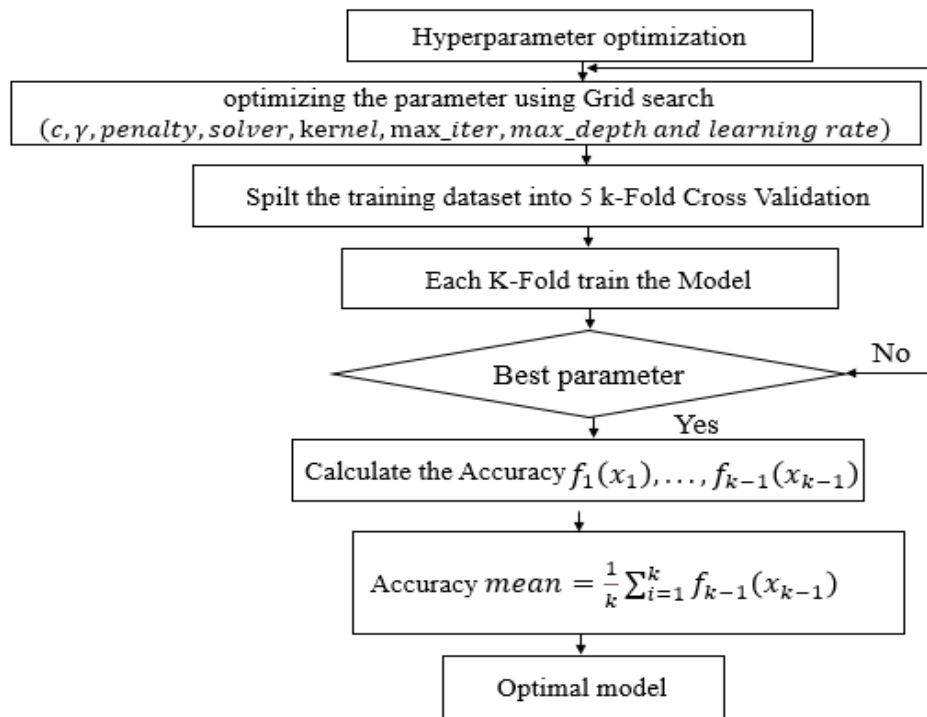 Hyperparameter optimization
optimizing the parameter using Grid search
(c, γ, penalty, solver, kernel, max_iter, max_depth and learning rate)
Spilt the training dataset into 5 k-Fold Cross Validation
Each K-Fold train the Model
Best parameter
No
Yes
Calculate the Accuracy f₁(x₁), . . . , fₖ₋₁(xₖ₋₁)
Accuracy mean = 1/k ∑ᵢ₌₁ᵏ fₖ₋₁(xₖ₋₁)
Optimal model